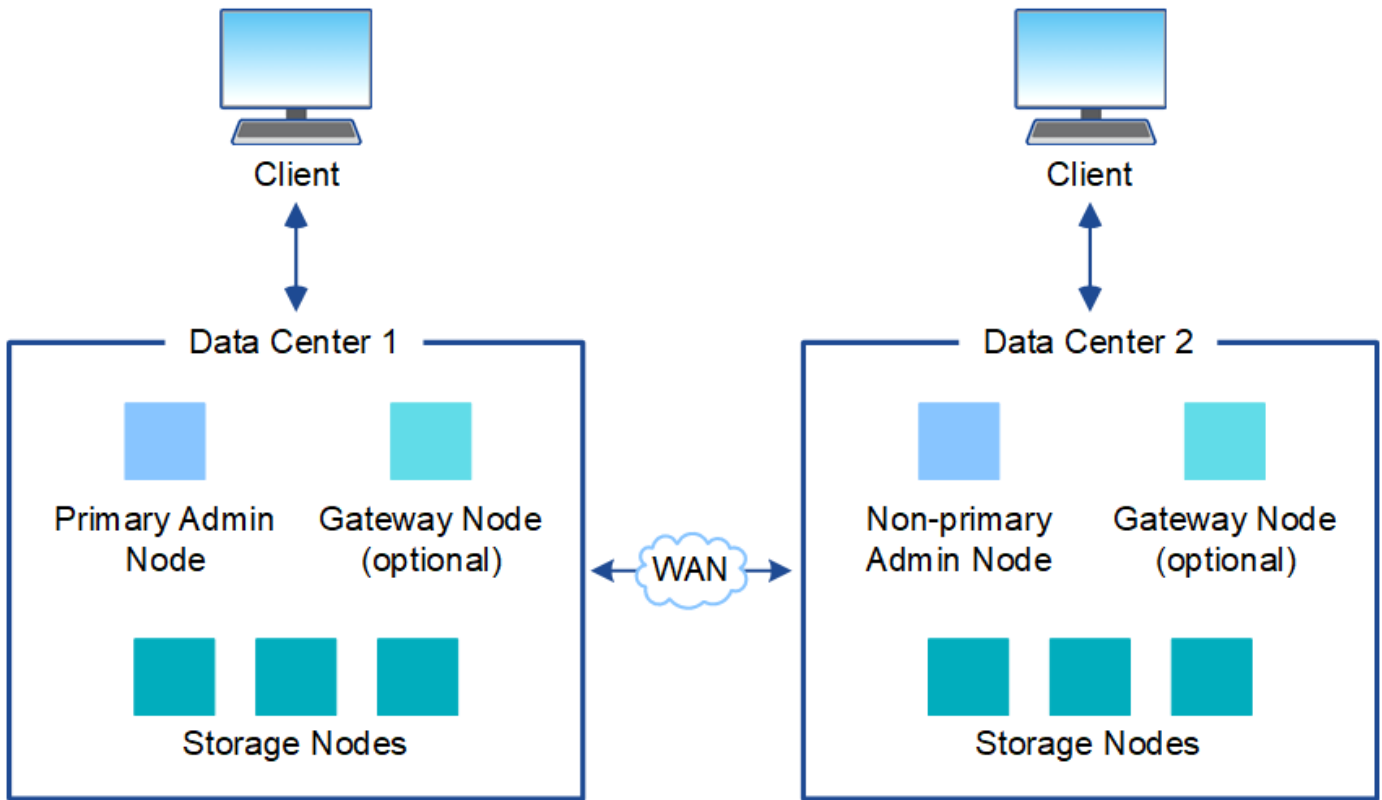 Client
Client
Data Center 1
Data Center 2
Primary Admin
Node
Gateway Node
(optional)
Non-primary
Admin Node
Gateway Node
(optional)
WAN
Storage Nodes
Storage Nodes